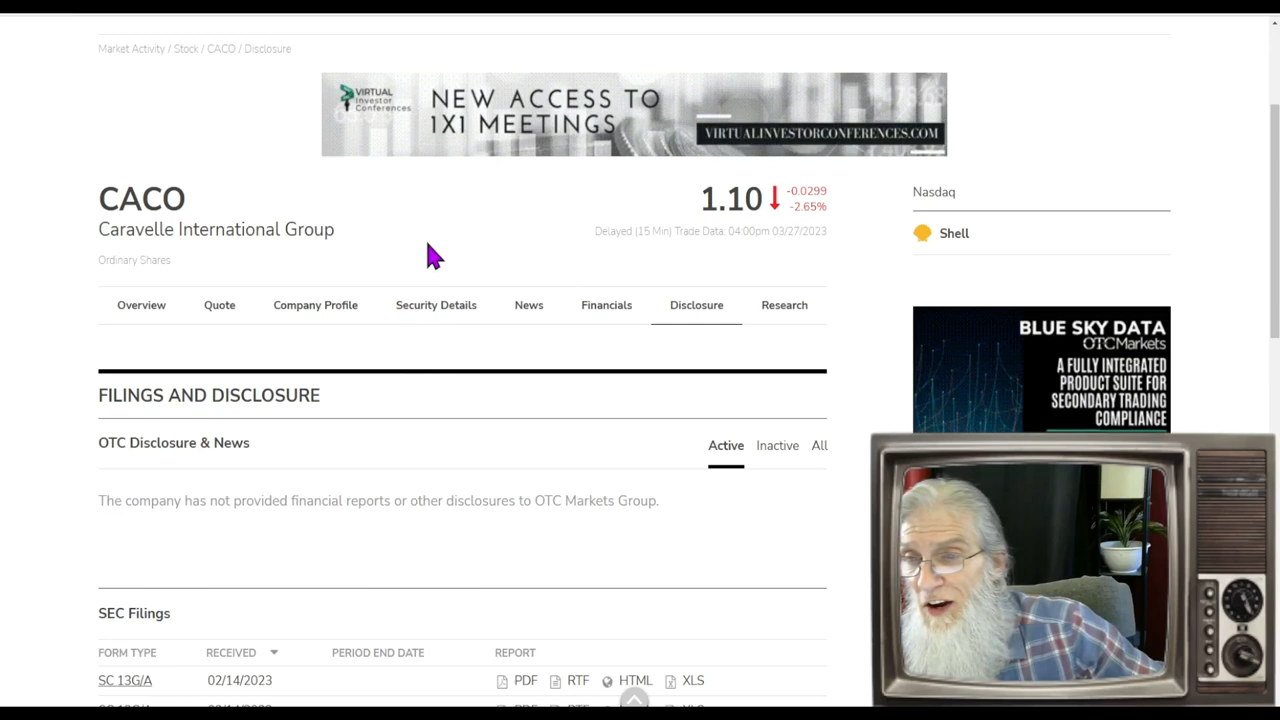 Market Activity / Stock / CACO / Disclosure
VIRTUAL
Investor
Conferences
NEW ACCESS TO
1X1 MEETINGS
VIRTUALINVESTORCONFERENCES.COM
CACO
1.10
-0.0299
-2.65%
Caravelle International Group
Delayed (15 Min) Trade Data: 04:00pm 03/27/2023
Ordinary Shares
Nasdaq
Shell
Overview
Quote
Company Profile
Security Details
News
Financials
Disclosure
Research
BLUE SKY DATA
OTCMarkets
A FULLY INTEGRATED
PRODUCT SUITE FOR
SECONDARY TRADING
COMPLIANCE
FILINGS AND DISCLOSURE
OTC Disclosure & News
Active
Inactive
All
The company has not provided financial reports or other disclosures to OTC Markets Group.
SEC Filings
FORM TYPE
RECEIVED
PERIOD END DATE
REPORT
SC 13G/A
02/14/2023
PDF
RTF
HTML
XLS